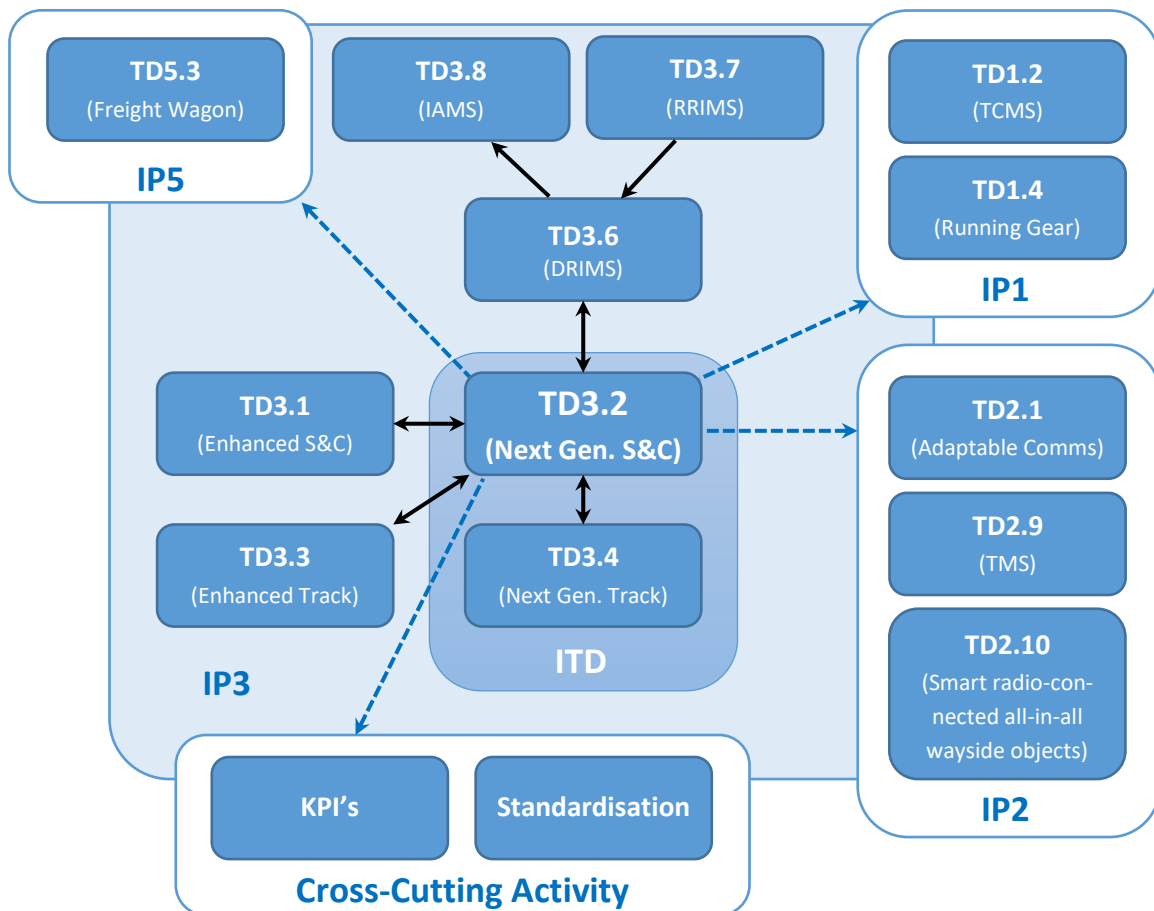 TD5.3
(Freight Wagon)
IP5
TD3.8
(IAMS)
TD3.7
(RRIMS)
TD1.2
(TCMS)
TD1.4
(Running Gear)
IP1
TD3.6
(DRIMS)
TD3.1
(Enhanced S&C)
TD3.2
(Next Gen. S&C)
TD2.1
(Adaptable Comms)
TD2.9
(TMS)
TD2.10
(Smart radio-con-
nected all-in-all
wayside objects)
IP2
TD3.3
(Enhanced Track)
TD3.4
(Next Gen. Track)
ITD
IP3
KPI's
Standardisation
Cross-Cutting Activity